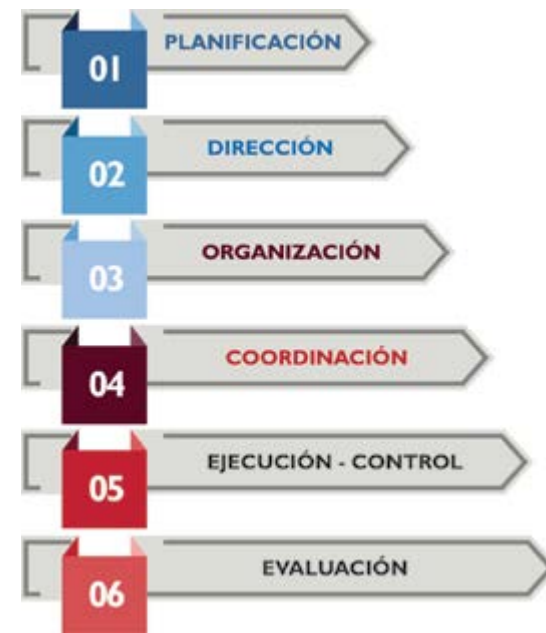 01 PLANIFICACIÓN
02 DIRECCIÓN
03 ORGANIZACIÓN
04 COORDINACIÓN
05 EJECUCIÓN - CONTROL
06 EVALUACIÓN